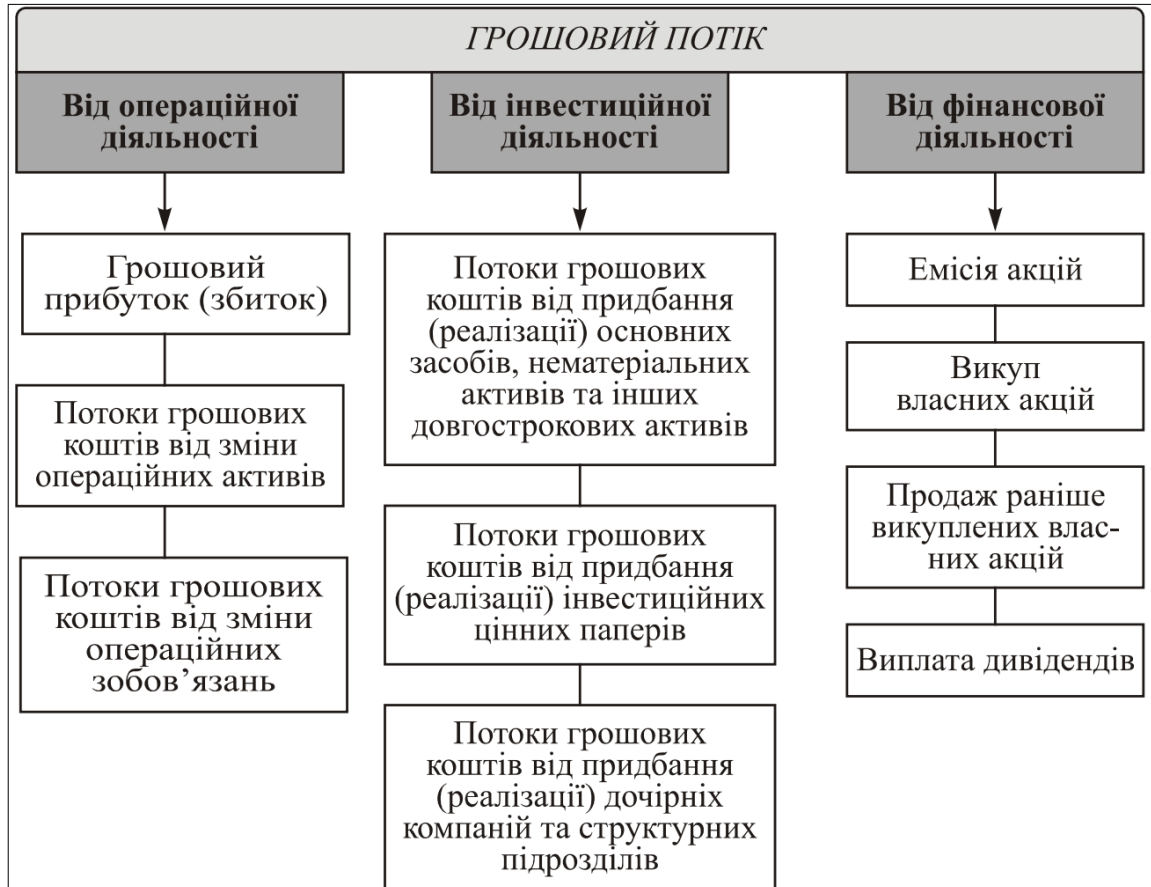 ГРОШОВИЙ ПОТІК
Від операційної
діяльності
Грошовий
прибуток (збиток)
Потоки грошових
коштів від зміни
операційних активів
Потоки грошових
коштів від зміни
операційних
зобов’язань
Від інвестиційної
діяльності
Потоки грошових
коштів від придбання
(реалізації) основних
засобів, нематеріальних
активів та інших
довгострокових активів
Потоки грошових
коштів від придбання
(реалізації) інвестиційних
цінних паперів
Потоки грошових
коштів від придбання
(реалізації) дочірніх
компаній та структурних
підрозділів
Від фінансової
діяльності
Емісія акцій
Викуп
власних акцій
Продаж раніше
викуплених влас-
них акцій
Виплата дивідендів